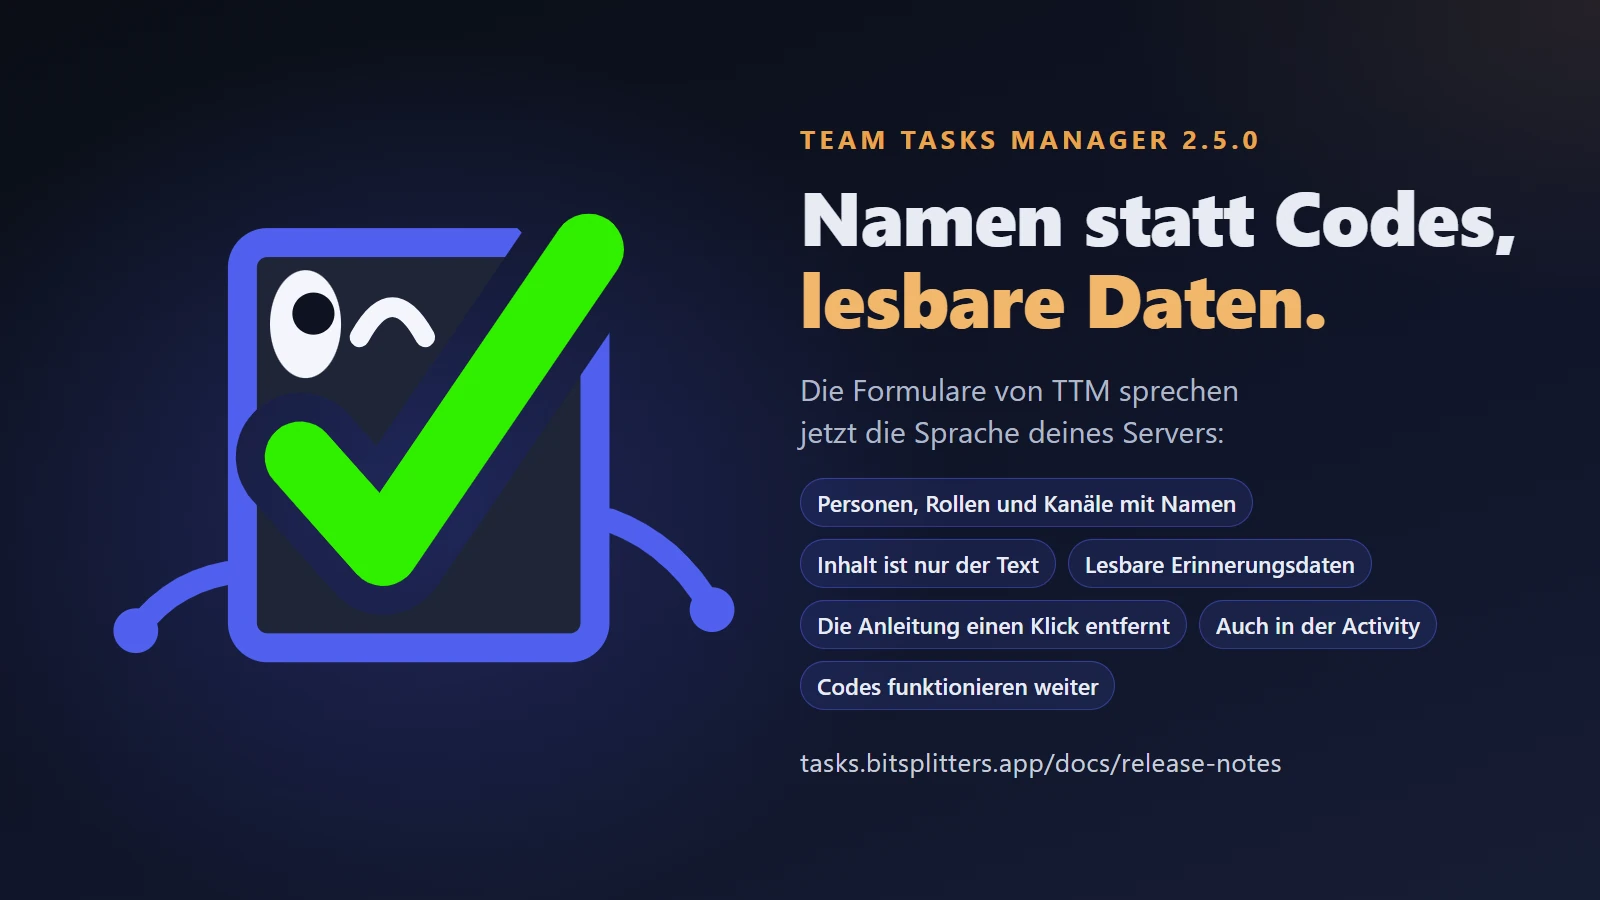 TEAM TASKS MANAGER 2.5.0
Namen statt Codes,
lesbare Daten.
Die Formulare von TTM sprechen
jetzt die Sprache deines Servers:
Personen, Rollen und Kanäle mit Namen
Inhalt ist nur der Text
Lesbare Erinnerungsdaten
Die Anleitung einen Klick entfernt
Auch in der Activity
Codes funktionieren weiter
tasks.bitsplitters.app/docs/release-notes